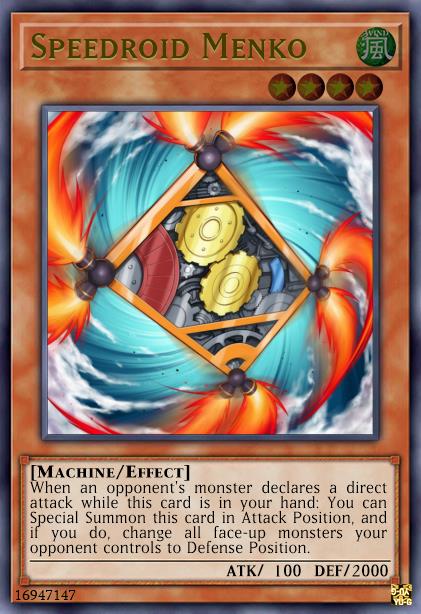 Speedroid Menko
WIND
風
[Machine/Effect]
When an opponent's monster declares a direct
attack while this card is in your hand: You can
Special Summon this card in Attack Position, and
if you do, change all face-up monsters your
opponent controls to Defense Position.
ATK/ 100 DEF/2000
16947147